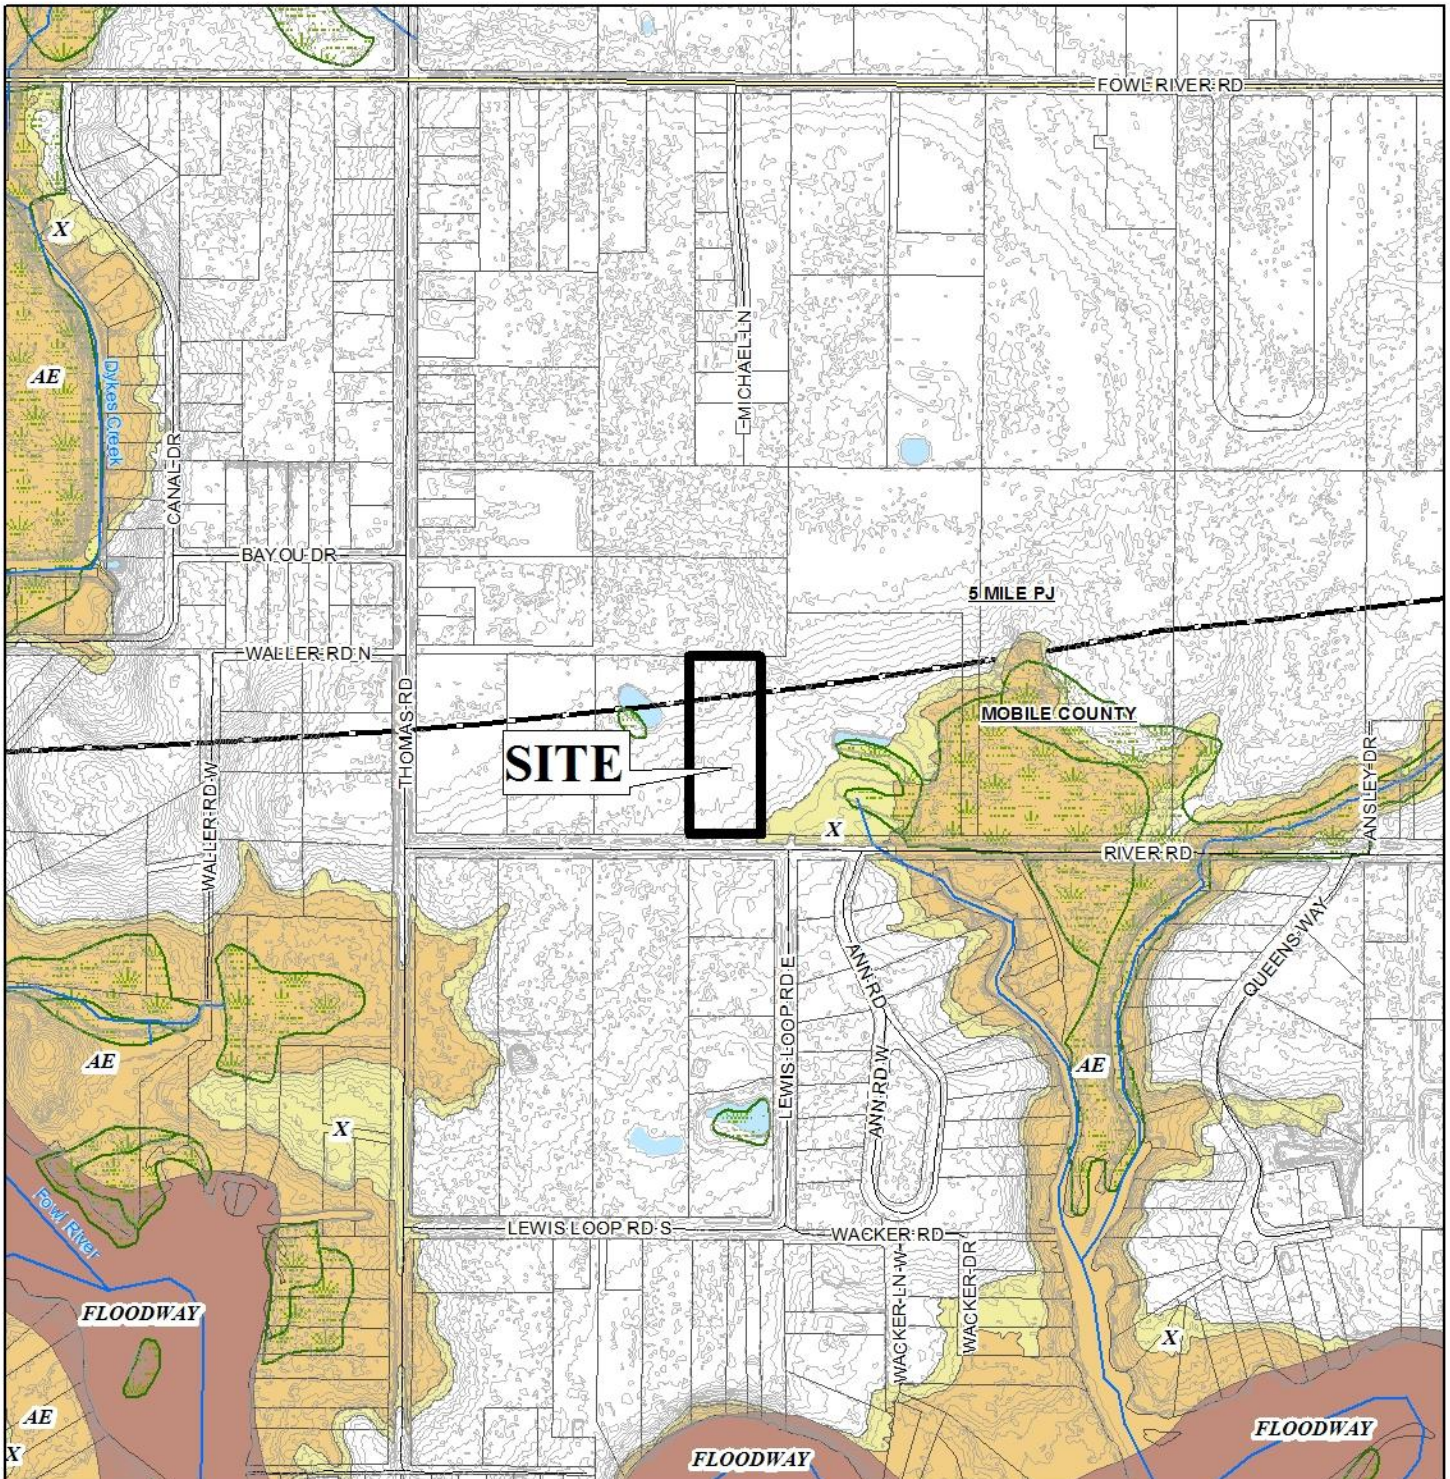 FOWL RIVER RD
X
MICHAEL LN
AE
Dykes Creek
CANAL DR
BAYOU DR
5 MILE PJ
WALLER RD N
THOMAS RD
MOBILE COUNTY
SITE
WALLER RD W
ANSLEY DR
X
RIVER RD
QUEENS WAY
ANN RD
LEWIS LOOP RD E
AE
AE
ANN RD W
X
Fowl River
LEWIS LOOP RD S
WACKER RD
WACKER LN W
WACKER DR
FLOODWAY
X
AE
FLOODWAY
X
FLOODWAY